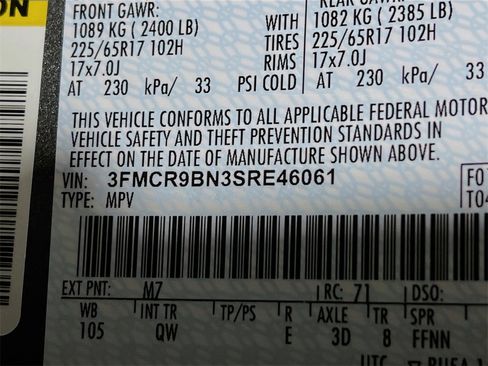 ON
FRONT GAWR:
1089 KG ( 2400 LB) WITH 1082 KG ( 2385 LB)
225/65R17 102H TIRES 225/65R17 102H
17x7.0J RIMS 17x7.0J
AT 230 kPa/ 33 PSI COLD AT 230 kPa/ 33
THIS VEHICLE CONFORMS TO ALL APPLICABLE FEDERAL MOTOR
VEHICLE SAFETY AND THEFT PREVENTION STANDARDS IN
EFFECT ON THE DATE OF MANUFACTURE SHOWN ABOVE.
VIN: 3FMCR9BN3SRE46061
TYPE: MPV
F0
T04
EXT PNT: M7 RC: 71 DSO:
WB INT TR TP/PS R AXLE TR SPR
105 QW E 3D 8 FFNN
UTC